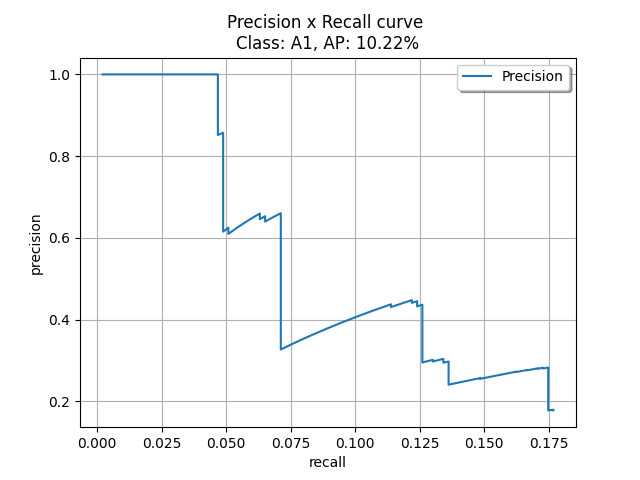 Precision x Recall curve
Class: A1, AP: 10.22%
Precision
1.0
0.8
0.6
0.4
0.2
precision
0.000 0.025 0.050 0.075 0.100 0.125 0.150 0.175
recall